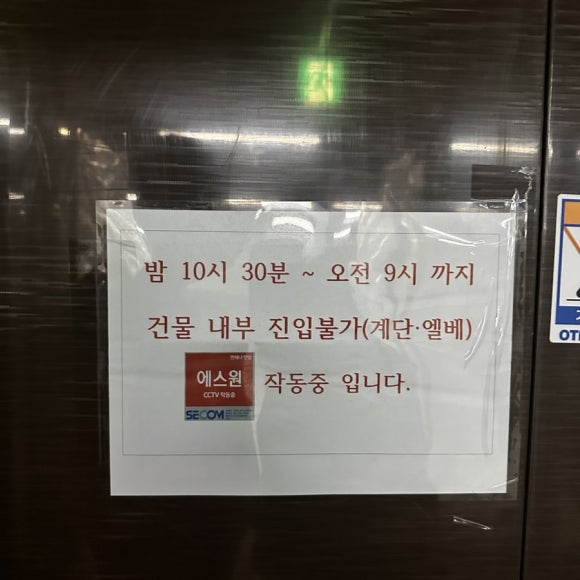 밤 10시 30분 ~ 오전 9시 까지
건물 내부 진입불가(계단·엘베)
에스원
CCTV 작동중
SECOM
작동중 입니다.
OTI